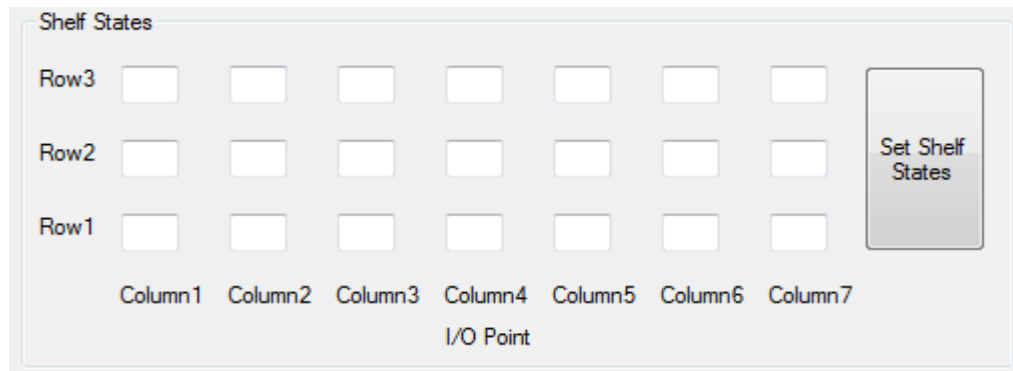 Shelf States
Row3
Row2
Set Shelf
States
Row1
Column1 Column2 Column3 Column4 Column5 Column6 Column7
I/O Point